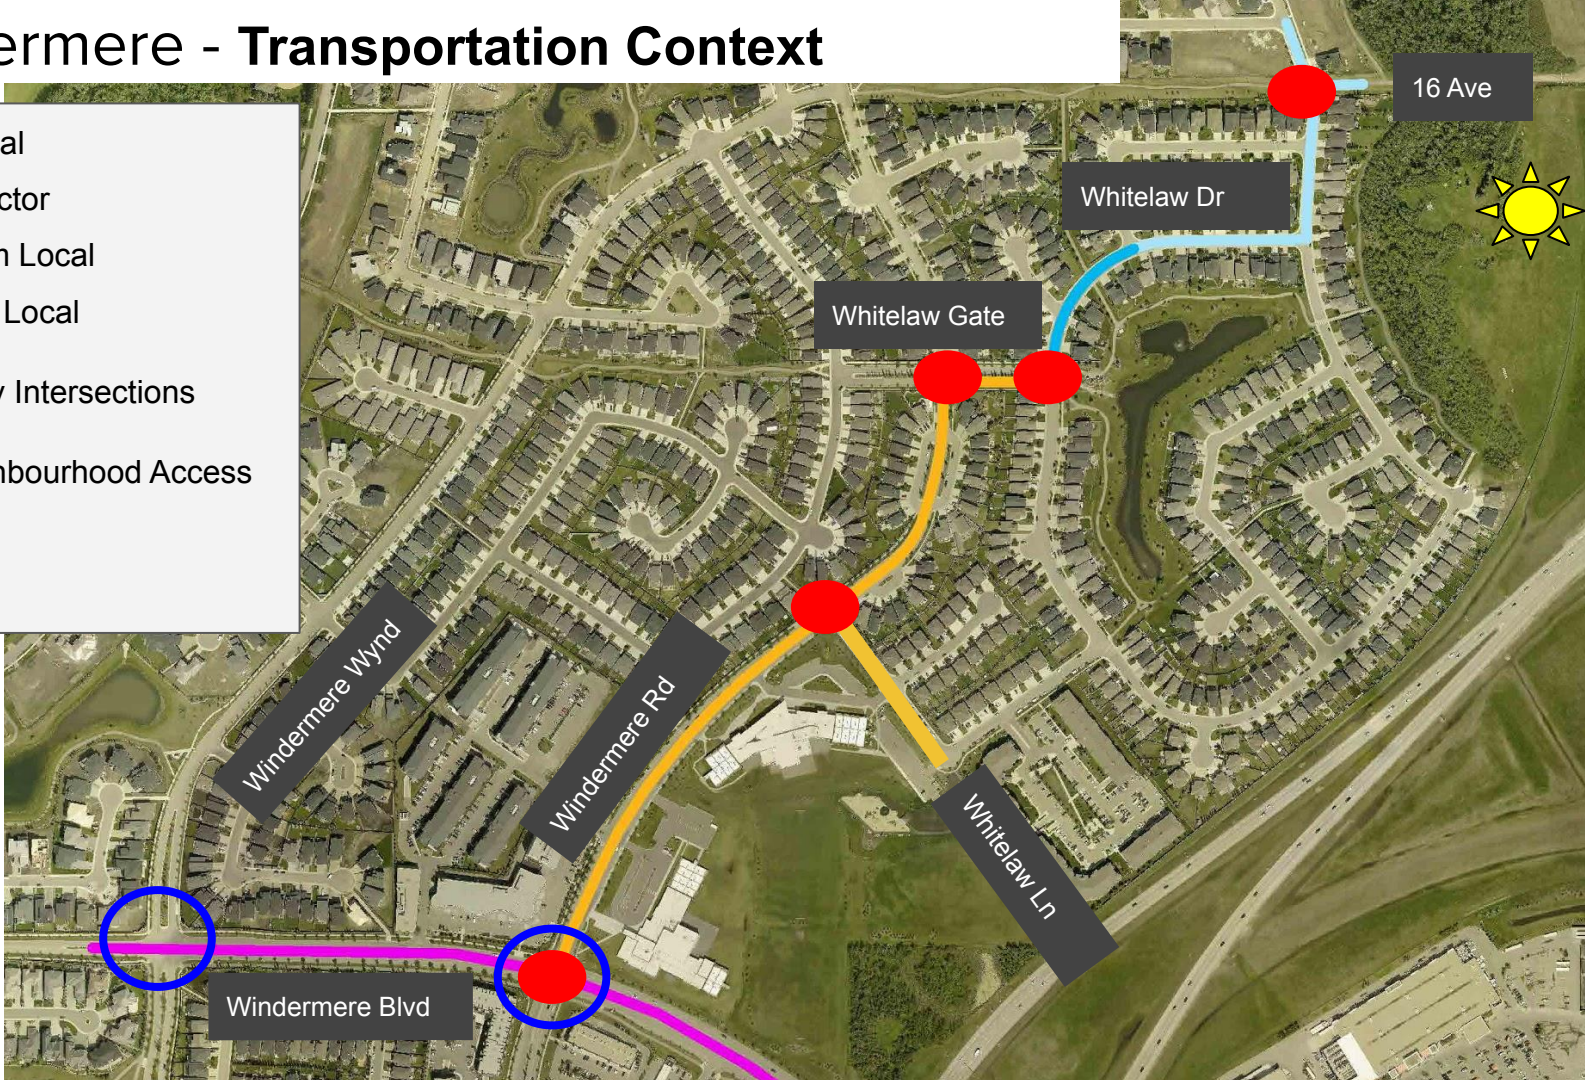 ermere - Transportation Context
al
ctor
n Local
Local
y Intersections
nbourhood Access
16 Ave
Whitelaw Dr
Whitelaw Gate
Windermere Wynd
Windermere Rd
Whitelaw Ln
Windermere Blvd